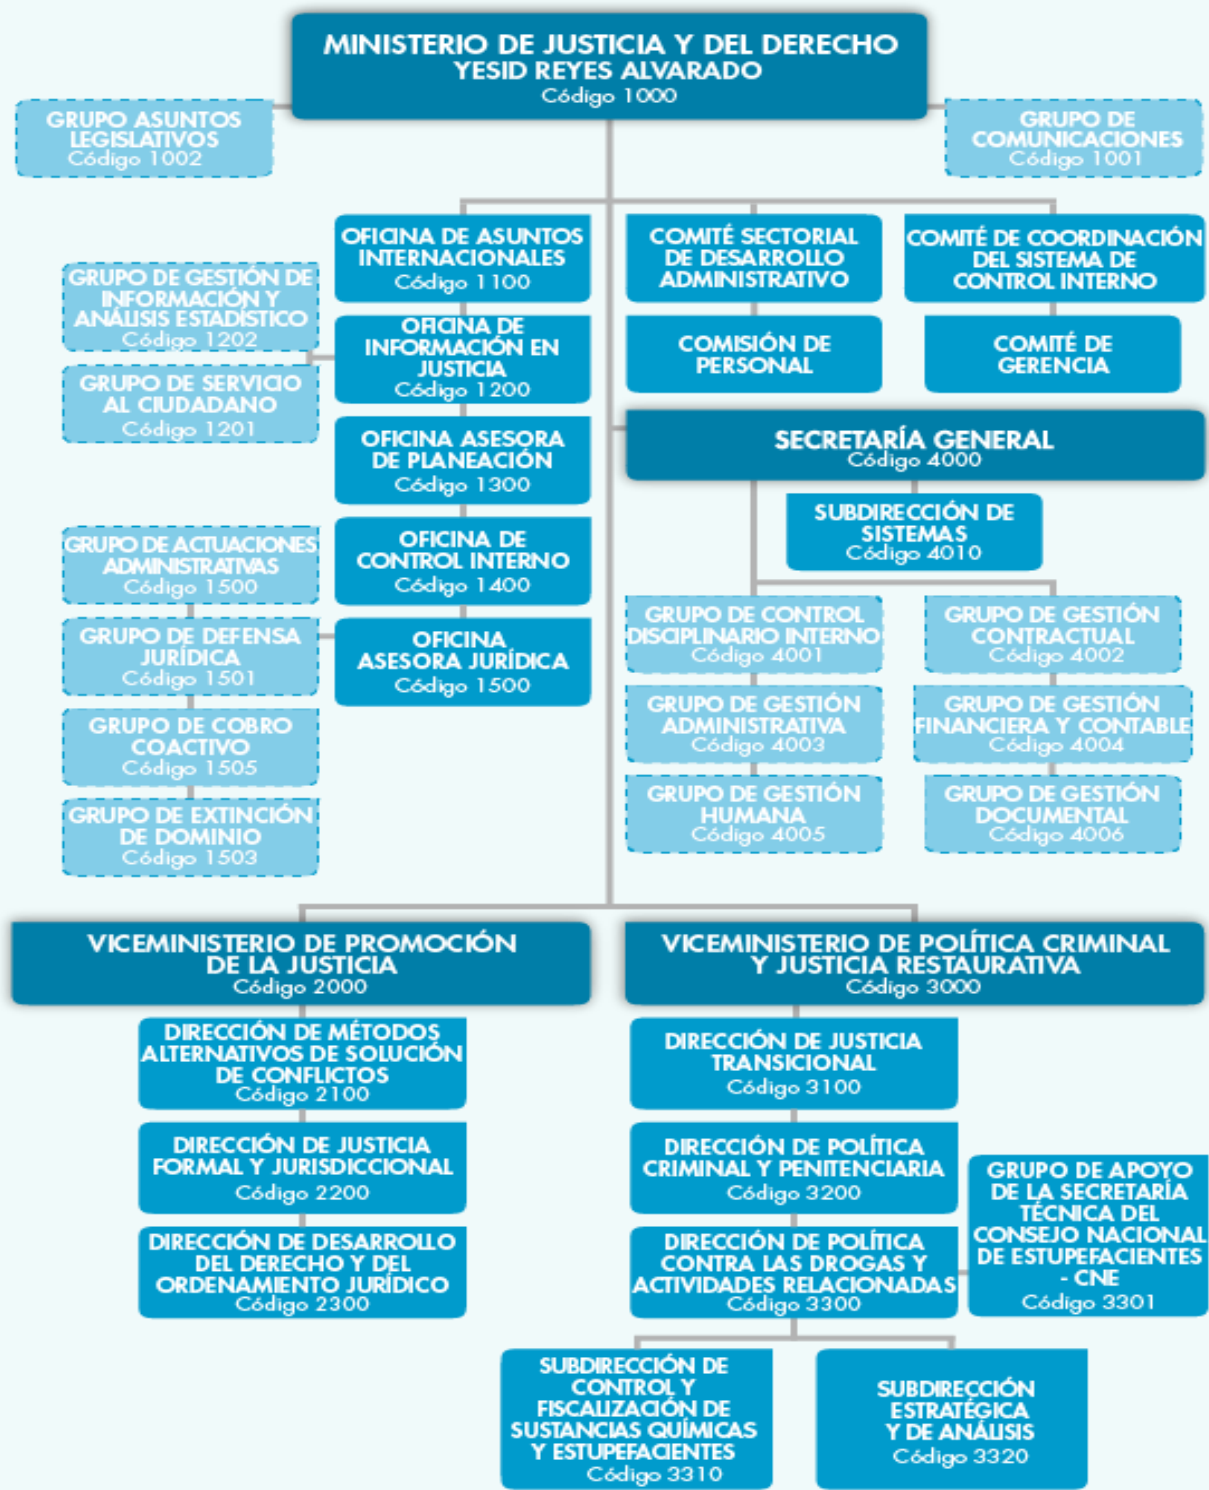 MINISTERIO DE JUSTICIA Y DEL DERECHO
YESID REYES ALVARADO
Código 1000
GRUPO ASUNTOS
LEGISLATIVOS
Código 1002
GRUPO DE
COMUNICACIONES
Código 1001
OFICINA DE ASUNTOS
INTERNACIONALES
Código 1100
COMITÉ SECTORIAL
DE DESARROLLO
ADMINISTRATIVO
COMITÉ DE COORDINACIÓN
DEL SISTEMA DE
CONTROL INTERNO
GRUPO DE GESTIÓN DE
INFORMACIÓN Y
ANÁLISIS ESTADÍSTICO
Código 1202
OFICINA DE
INFORMACIÓN EN
JUSTICIA
Código 1200
COMISIÓN DE
PERSONAL
COMITÉ DE
GERENCIA
GRUPO DE SERVICIO
AL CIUDADANO
Código 1201
OFICINA ASESORA
DE PLANEACIÓN
Código 1300
SECRETARÍA GENERAL
Código 4000
SUBDIRECCIÓN DE
SISTEMAS
Código 4010
GRUPO DE ACTUACIONES
ADMINISTRATIVAS
Código 1500
OFICINA DE
CONTROL INTERNO
Código 1400
GRUPO DE DEFENSA
JURÍDICA
Código 1501
OFICINA
ASESORA JURÍDICA
Código 1500
GRUPO DE CONTROL
DISCIPLINARIO INTERNO
Código 4001
GRUPO DE GESTIÓN
CONTRACTUAL
Código 4002
GRUPO DE COBRO
COACTIVO
Código 1505
GRUPO DE GESTIÓN
ADMINISTRATIVA
Código 4003
GRUPO DE GESTIÓN
FINANCIERA Y CONTABLE
Código 4004
GRUPO DE EXTINCIÓN
DE DOMINIO
Código 1503
GRUPO DE GESTIÓN
HUMANA
Código 4005
GRUPO DE GESTIÓN
DOCUMENTAL
Código 4006
VICEMINISTERIO DE PROMOCIÓN
DE LA JUSTICIA
Código 2000
VICEMINISTERIO DE POLÍTICA CRIMINAL
Y JUSTICIA RESTAURATIVA
Código 3000
DIRECCIÓN DE MÉTODOS
ALTERNATIVOS DE SOLUCIÓN
DE CONFLICTOS
Código 2100
DIRECCIÓN DE JUSTICIA
TRANSICIONAL
Código 3100
DIRECCIÓN DE JUSTICIA
FORMAL Y JURISDICCIONAL
Código 2200
DIRECCIÓN DE POLÍTICA
CRIMINAL Y PENITENCIARIA
Código 3200
GRUPO DE APOYO
DE LA SECRETARÍA
TÉCNICA DEL
CONSEJO NACIONAL
DE ESTUPEFACIENTES
- CNE
Código 3301
DIRECCIÓN DE DESARROLLO
DEL DERECHO Y DEL
ORDENAMIENTO JURÍDICO
Código 2300
DIRECCIÓN DE POLÍTICA
CONTRA LAS DROGAS Y
ACTIVIDADES RELACIONADAS
Código 3300
SUBDIRECCIÓN DE
CONTROL Y
FISCALIZACIÓN DE
SUSTANCIAS QUÍMICAS
Y ESTUPEFACIENTES
Código 3310
SUBDIRECCIÓN
ESTRATÉGICA
Y DE ANÁLISIS
Código 3320